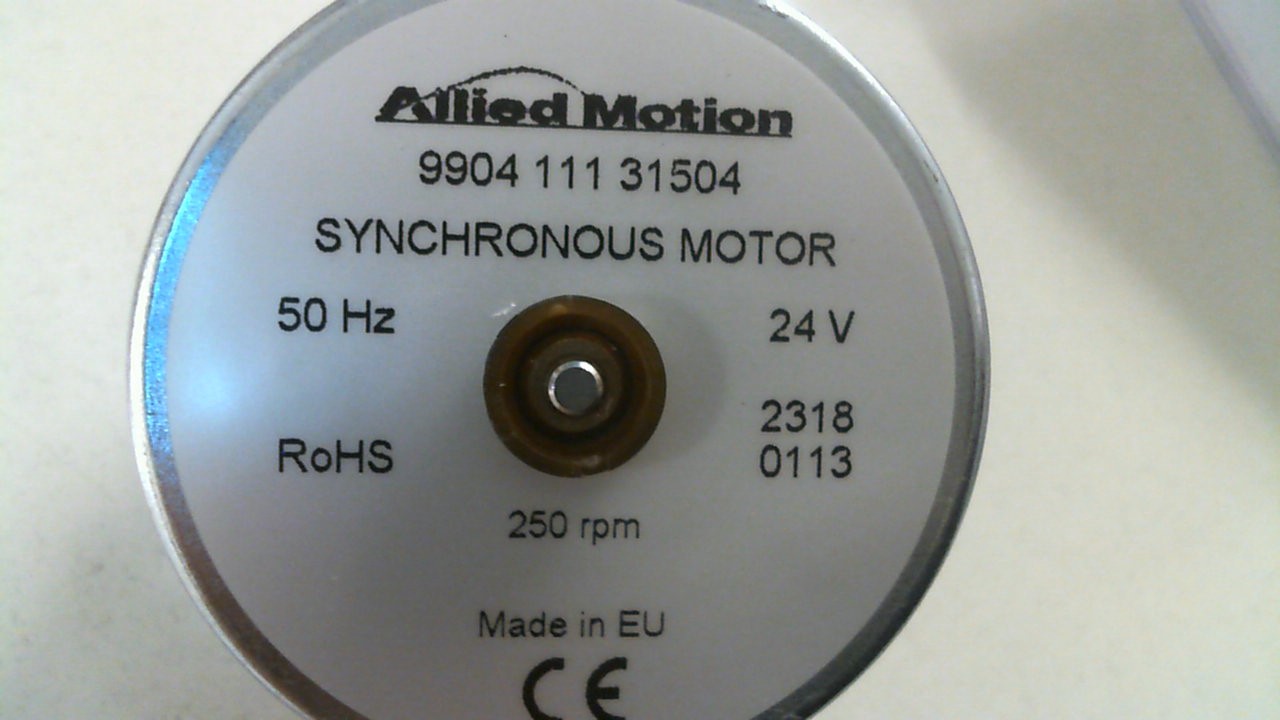 Allied Motion
9904 111 31504
SYNCHRONOUS MOTOR
50 Hz
24 V
2318
RoHS
0113
250 rpm
Made in EU
CE